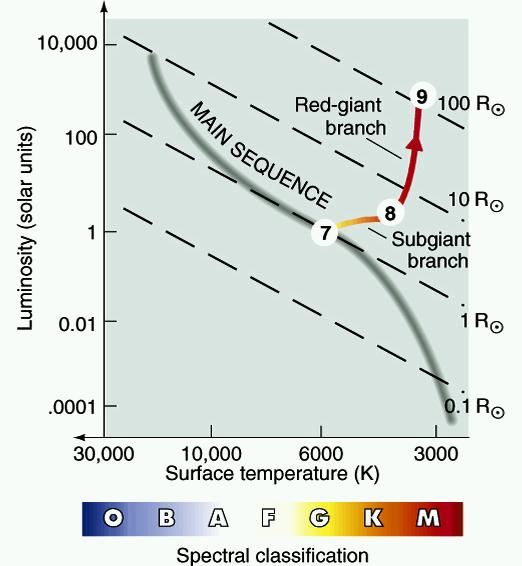 10,000
100
1
0.01
.0001
Luminosity (solar units)
MAIN SEQUENCE
Red-giant
branch
9
100 R☉
10 R☉
8
7
Subgiant
branch
1 R☉
0.1 R☉
30,000 10,000 6000 3000
Surface temperature (K)
O B A F G K M
Spectral classification